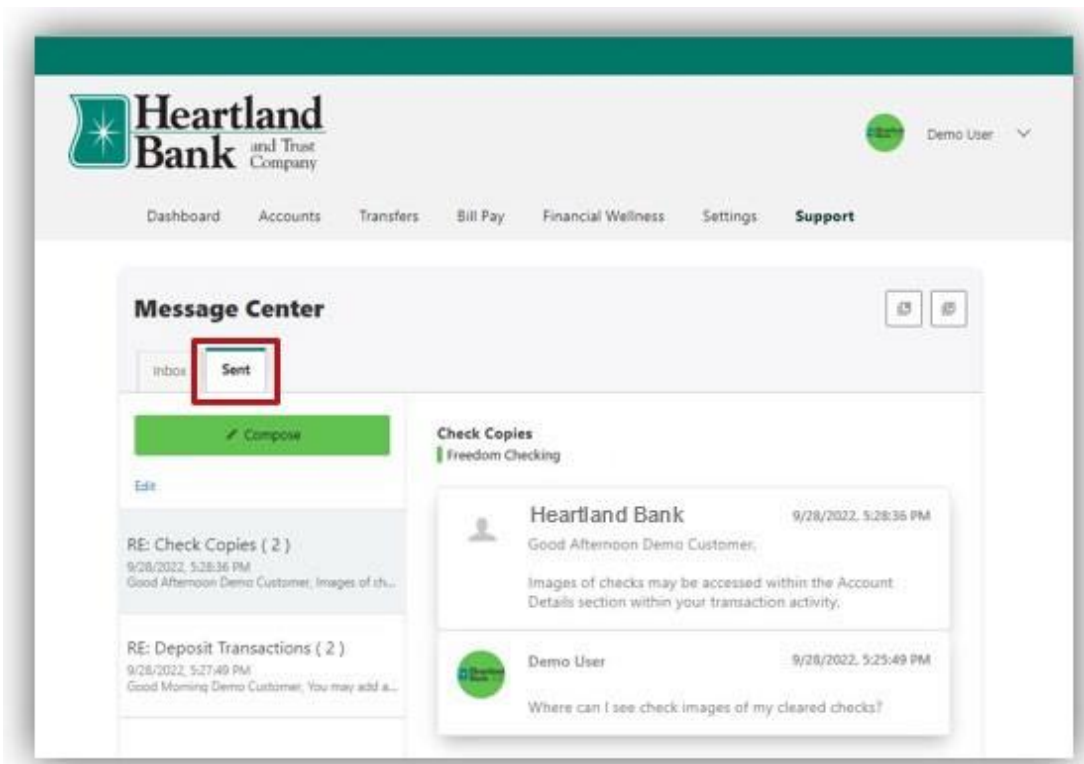 Heartland
Bank and Trust
Company
Demo User
Dashboard Accounts Transfers Bill Pay Financial Wellness Settings Support
Message Center
Inbox Sent
Compose
Edit
Check Copies
Freedom Checking
RE: Check Copies ( 2 )
9/28/2022, 5:28:36 PM
Good Afternoon Demo Customer, Images of ch...
RE: Deposit Transactions ( 2 )
9/28/2022, 5:27:49 PM
Good Morning Demo Customer, You may add a...
Heartland Bank 9/28/2022, 5:28:36 PM
Good Afternoon Demo Customer,
Images of checks may be accessed within the Account
Details section within your transaction activity.
Demo User 9/28/2022, 5:25:49 PM
Where can I see check images of my cleared checks?